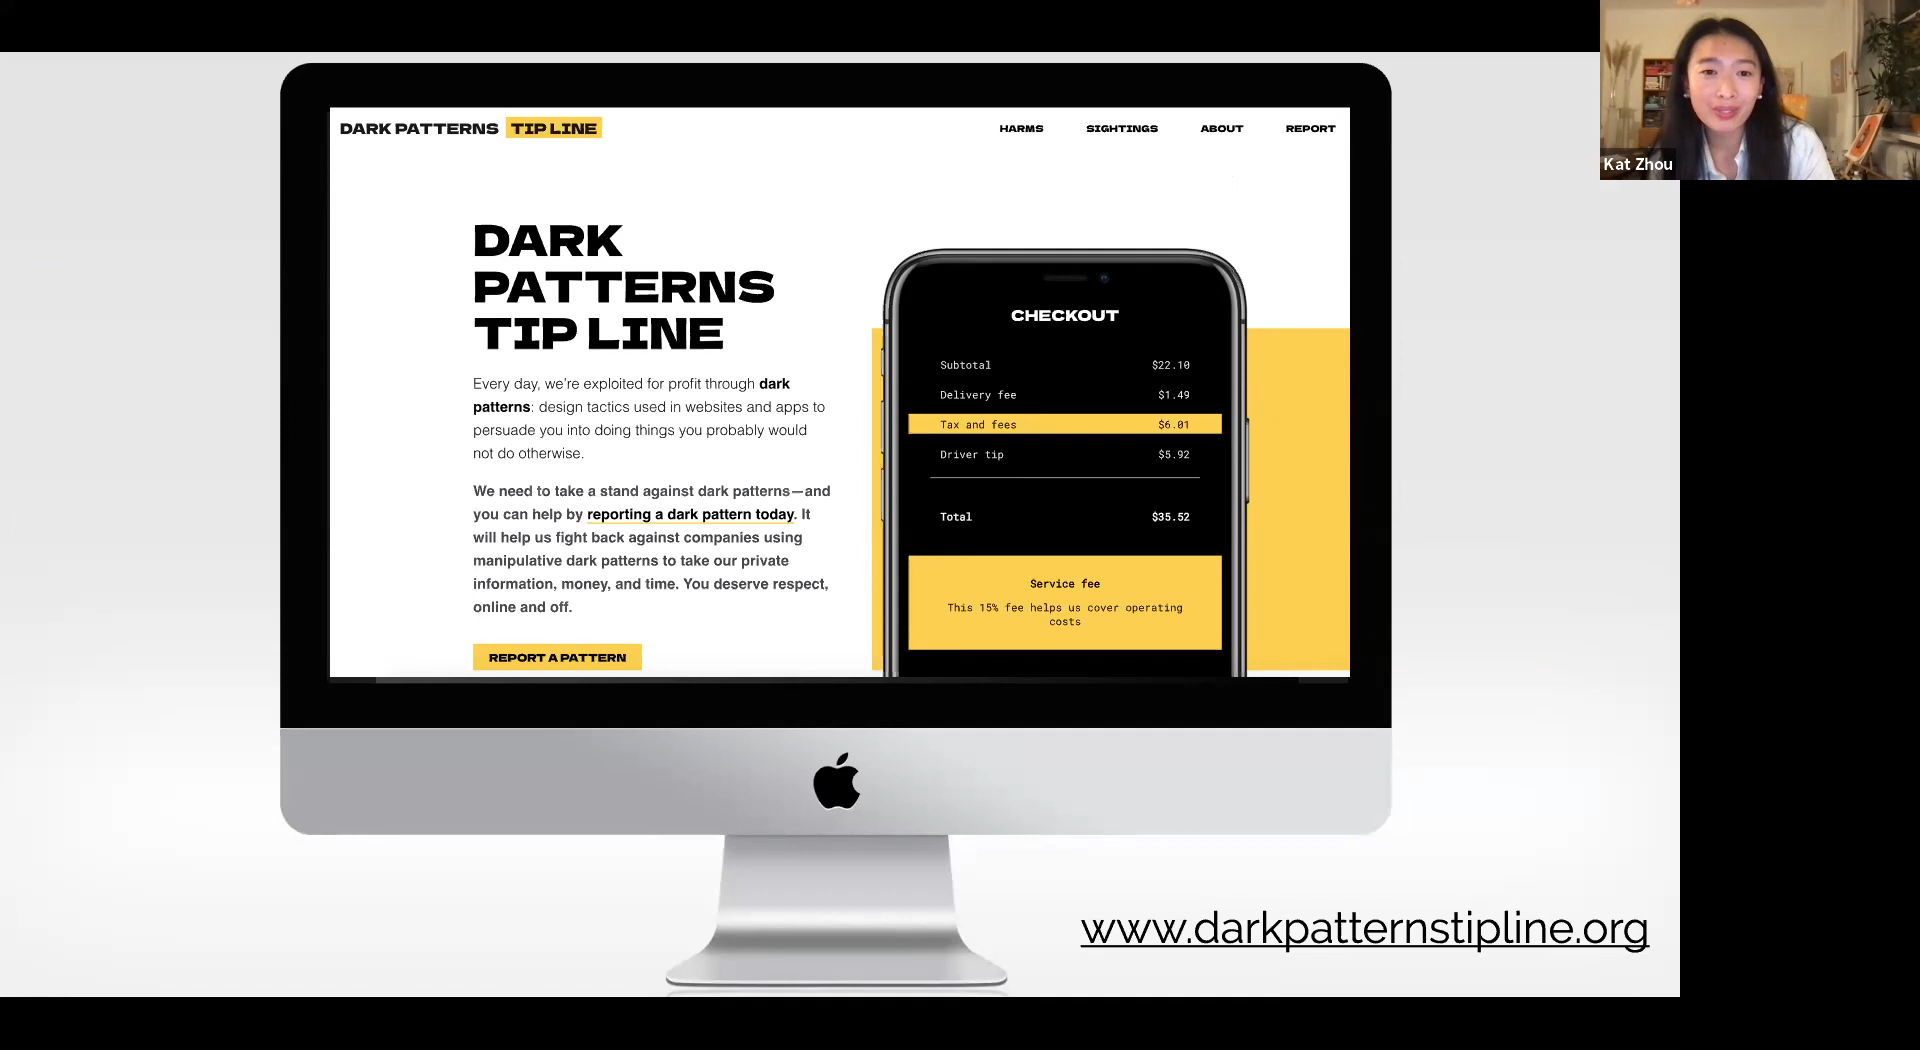 DARK PATTERNS TIP LINE
HARMS SIGHTINGS ABOUT REPORT
DARK
PATTERNS
TIP LINE
Every day, we're exploited for profit through dark
patterns: design tactics used in websites and apps to
persuade you into doing things you probably would
not do otherwise.
We need to take a stand against dark patterns—and
you can help by reporting a dark pattern today. It
will help us fight back against companies using
manipulative dark patterns to take our private
information, money, and time. You deserve respect,
online and off.
REPORT A PATTERN
CHECKOUT
Subtotal $22.10
Delivery fee $1.49
Tax and fees $6.01
Driver tip $5.92
Total $35.52
Service fee
This 15% fee helps us cover operating
costs
www.darkpatternstipline.org
Kat Zhou